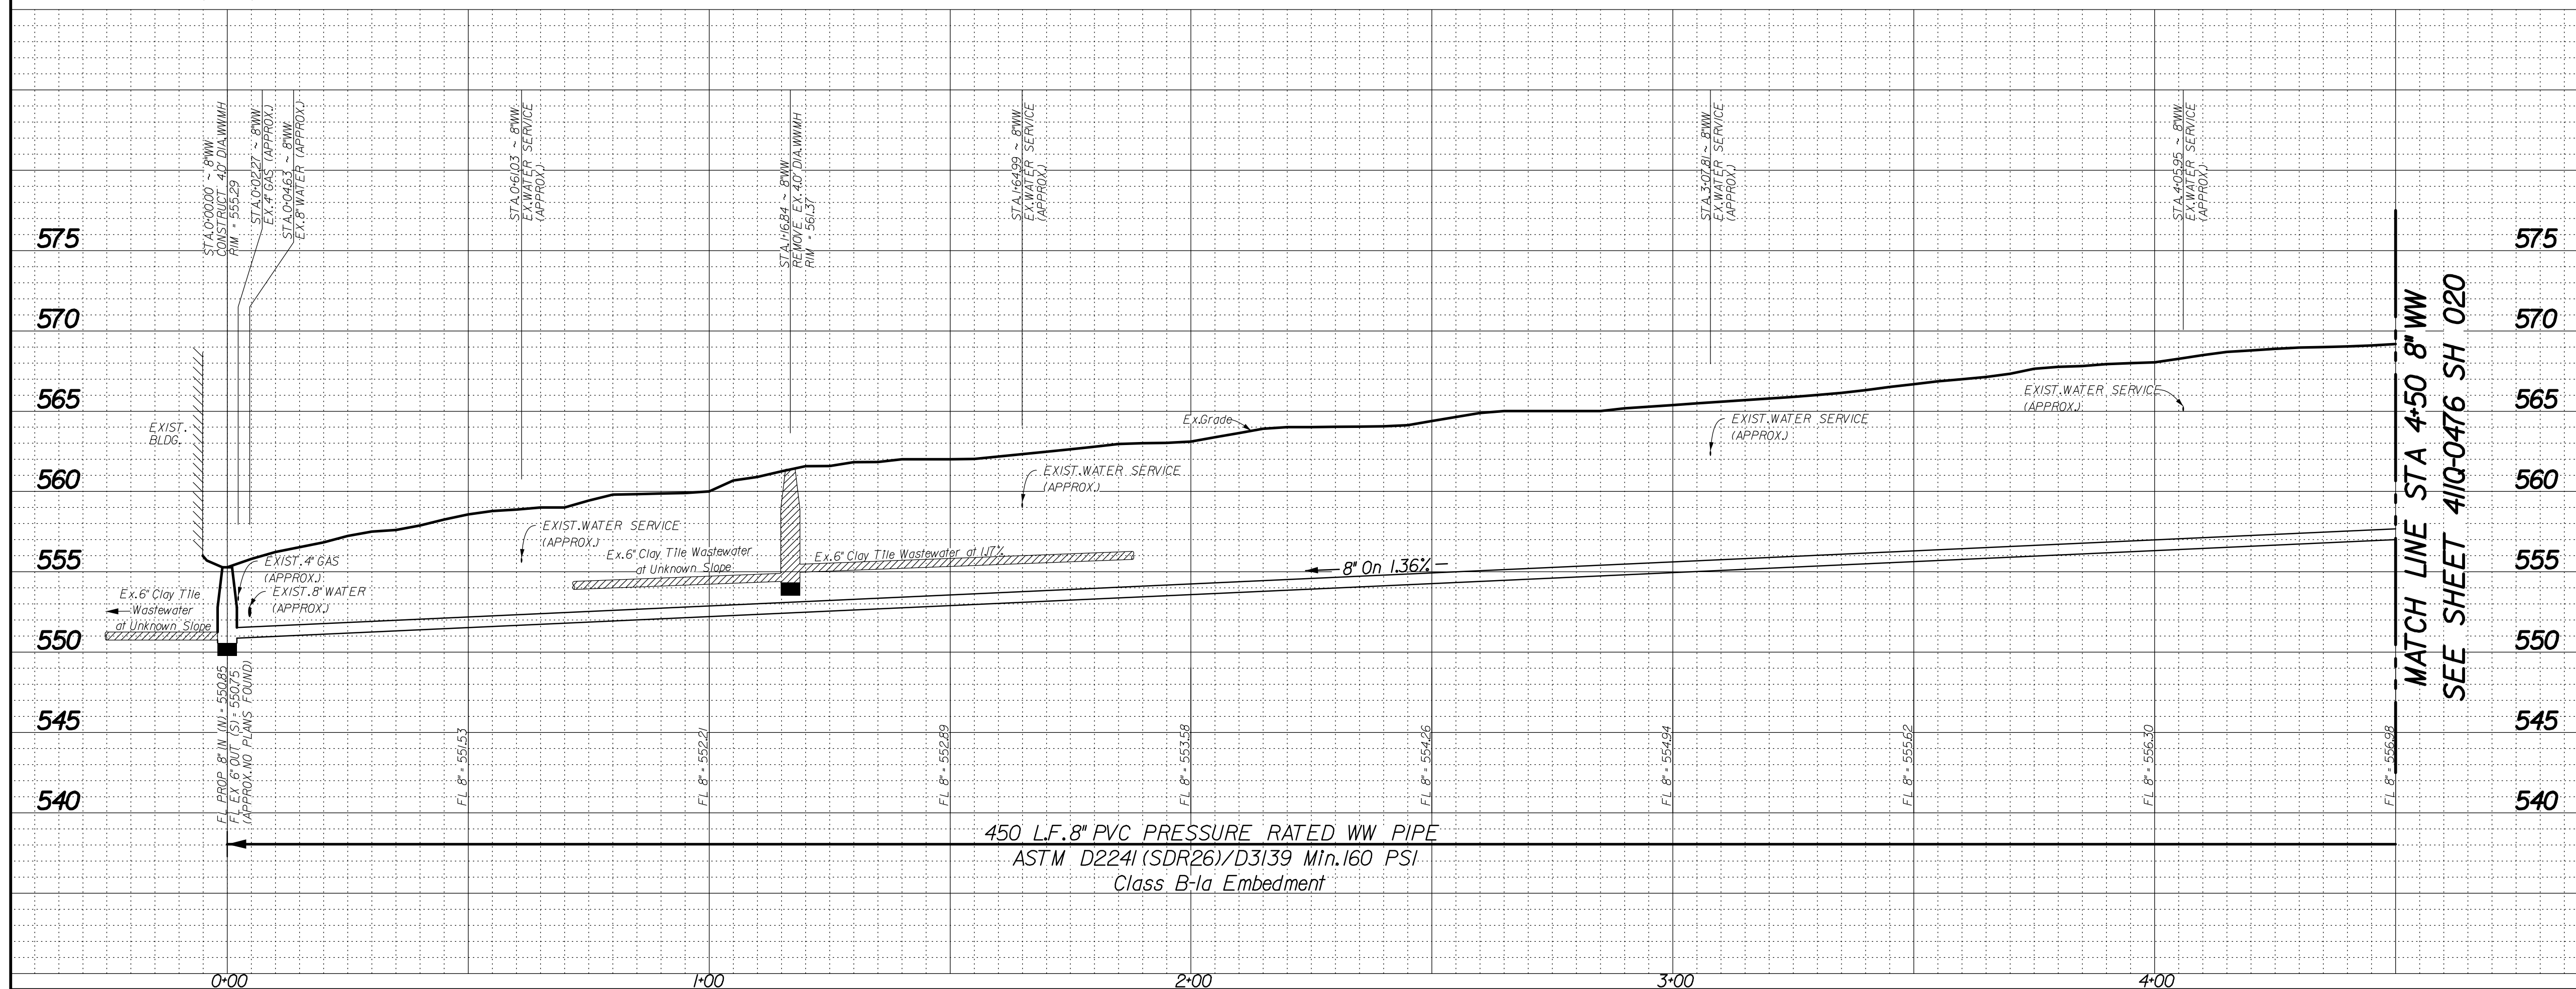 STA. 0+00.00 ~ 8"WW
CONSTRUCT 4.0' DIA. WWMH
RIM = 555.29
STA. 0+02.27 ~ 8"WW
EX. 4" GAS (APPROX.)
STA. 0+04.63 ~ 8"WW
EX. 8" WATER (APPROX.)
STA. 0+61.03 ~ 8"WW
EX. WATER SERVICE
(APPROX.)
STA. 1+16.84 ~ 8"WW
REMOVE EX. 4.0' DIA. WWMH
RIM = 561.37
STA. 1+64.99 ~ 8"WW
EX. WATER SERVICE
(APPROX.)
STA. 3+07.81 ~ 8"WW
EX. WATER SERVICE
(APPROX.)
STA. 4+05.95 ~ 8"WW
EX. WATER SERVICE
(APPROX.)
575
570
565
560
555
550
545
540
575
570
565
560
555
550
545
540
EXIST.
BLDG.
Ex. 6" Clay Tile
Wastewater
at Unknown Slope
EXIST. 4" GAS
(APPROX.)
EXIST. 8" WATER
(APPROX.)
EXIST. WATER SERVICE
(APPROX.)
Ex. 6" Clay Tile Wastewater
at Unknown Slope
Ex. 6" Clay Tile Wastewater at 1.17%
EXIST. WATER SERVICE
(APPROX.)
Ex. Grade
8" On 1.36%
EXIST. WATER SERVICE
(APPROX.)
EXIST. WATER SERVICE
(APPROX.)
MATCH LINE STA 4+50 8" WW
SEE SHEET 411Q-0476 SH 020
FL PROP 8" IN (N) = 550.85
FL EX 6" OUT (S) = 550.75
(APPROX. NO PLANS FOUND)
FL 8" = 551.53
FL 8" = 552.21
FL 8" = 552.89
FL 8" = 553.58
FL 8" = 554.26
FL 8" = 554.94
FL 8" = 555.62
FL 8" = 556.30
FL 8" = 556.98
450 L.F. 8" PVC PRESSURE RATED WW PIPE
ASTM D2241 (SDR26)/D3139 Min. 160 PSI
Class B-1a Embedment
0+00
1+00
2+00
3+00
4+00